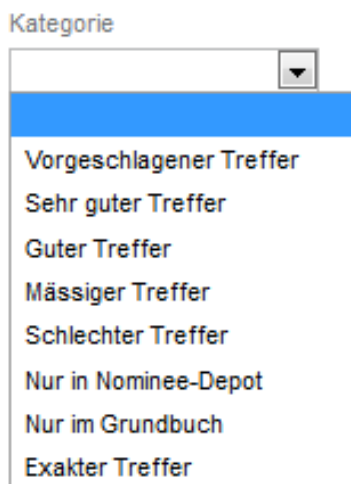 Kategorie
Vorgeschlagener Treffer
Sehr guter Treffer
Guter Treffer
Mässiger Treffer
Schlechter Treffer
Nur in Nominee-Depot
Nur im Grundbuch
Exakter Treffer